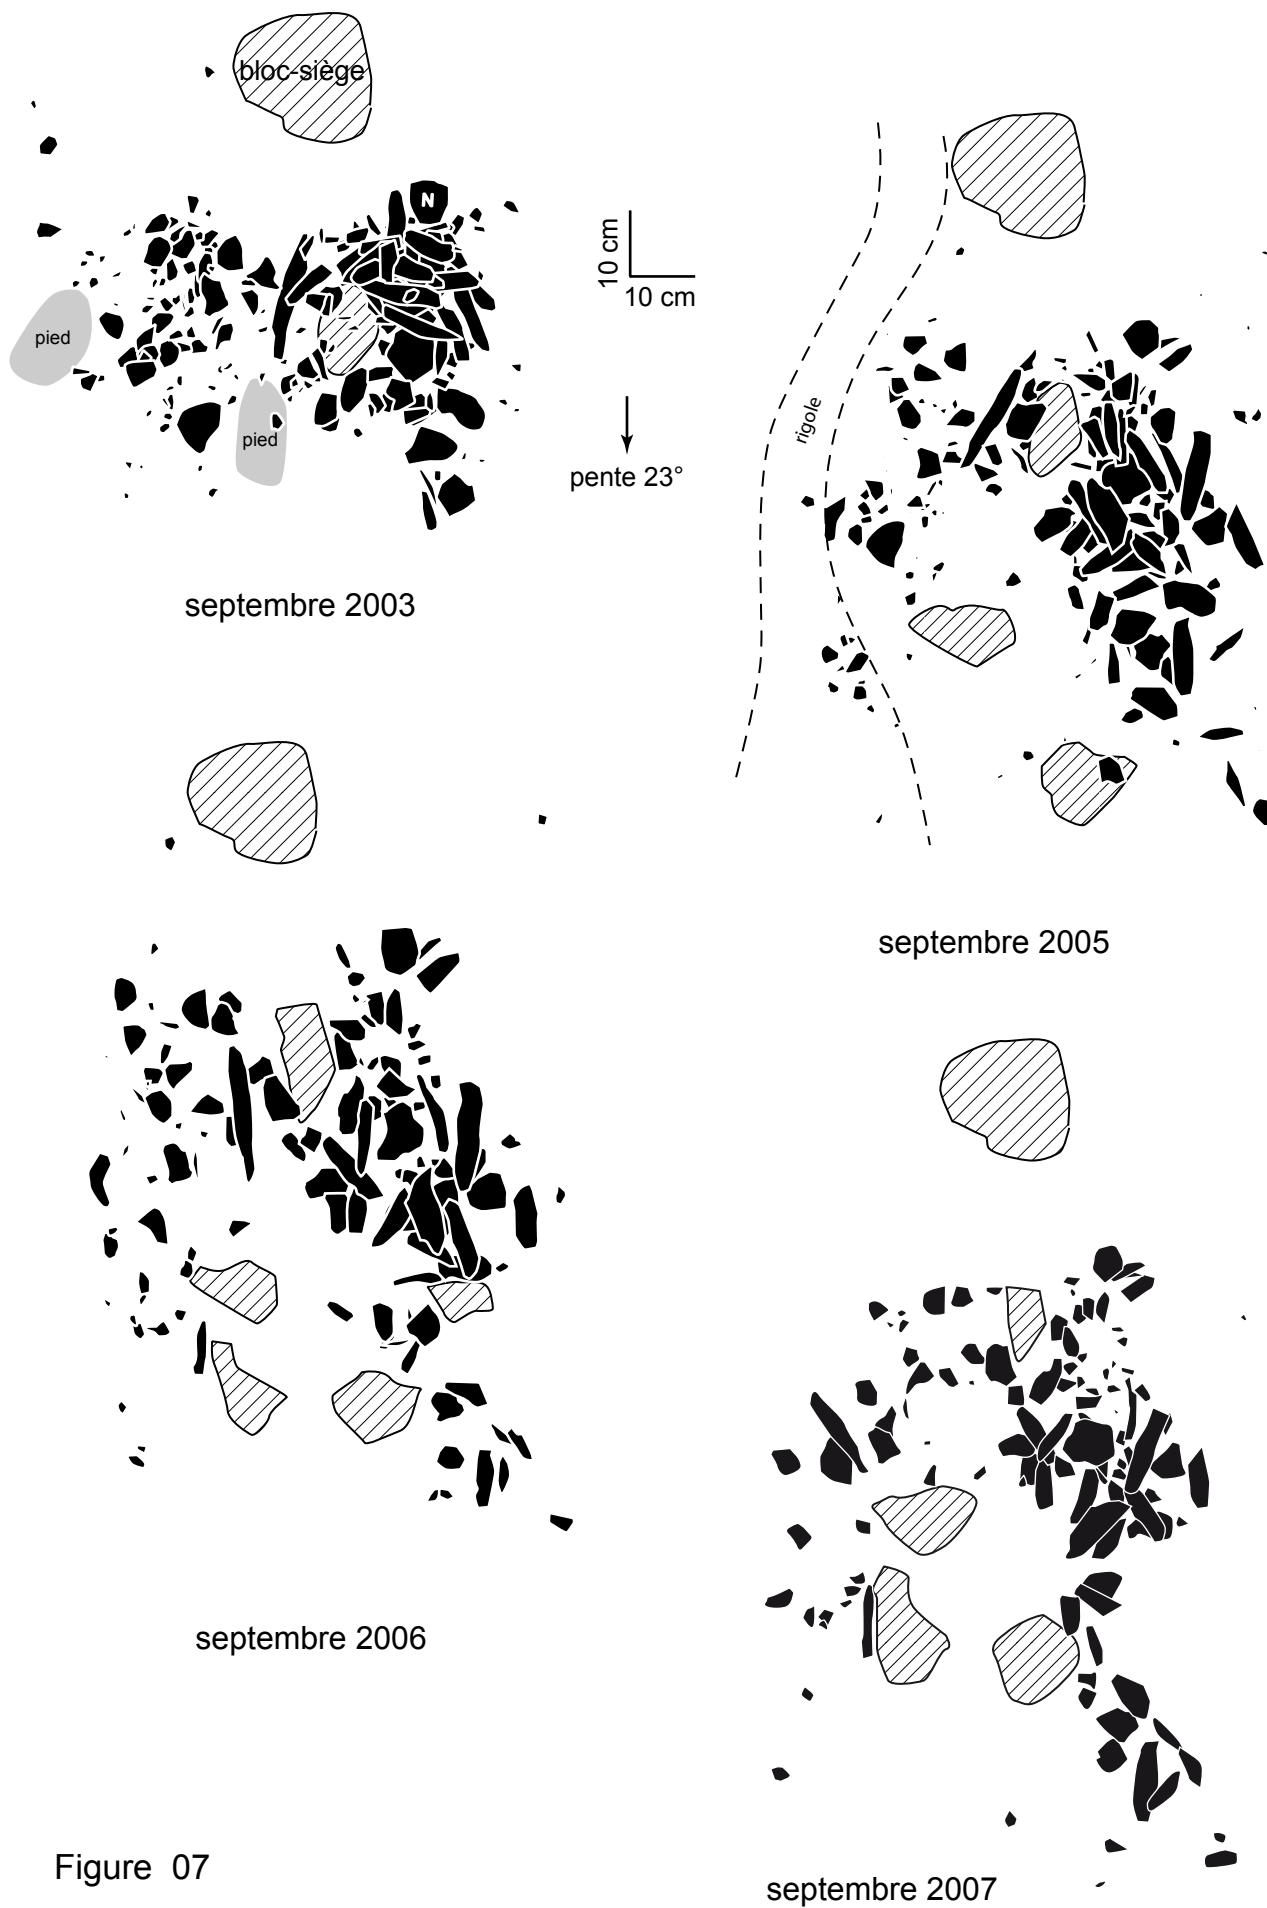 bloc-siège
N
10 cm
10 cm
pied
pied
pente 23°
rigole
septembre 2003
septembre 2005
septembre 2006
septembre 2007
Figure 07